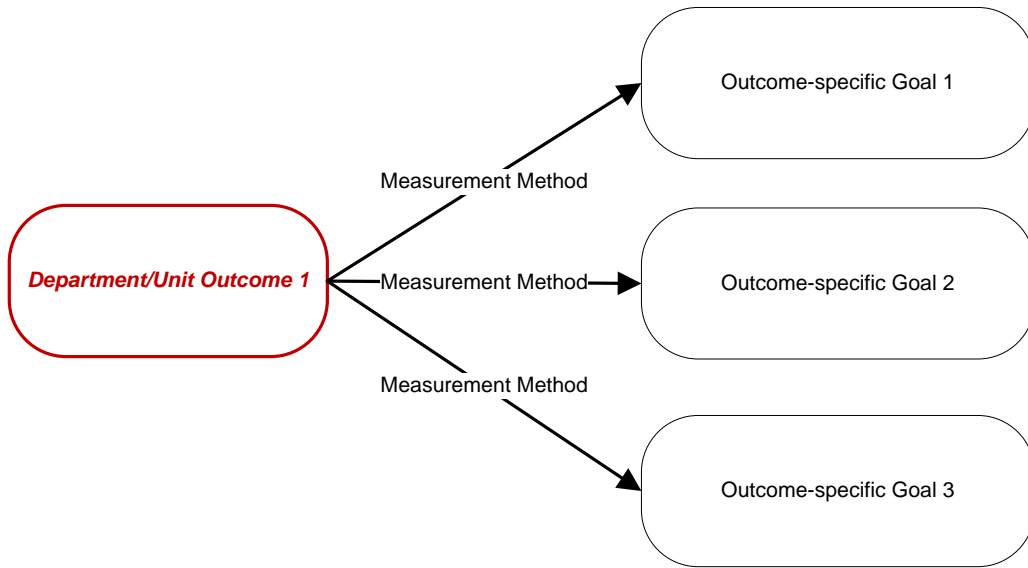 Outcome-specific Goal 1
Measurement Method
Department/Unit Outcome 1
Measurement Method
Outcome-specific Goal 2
Measurement Method
Outcome-specific Goal 3